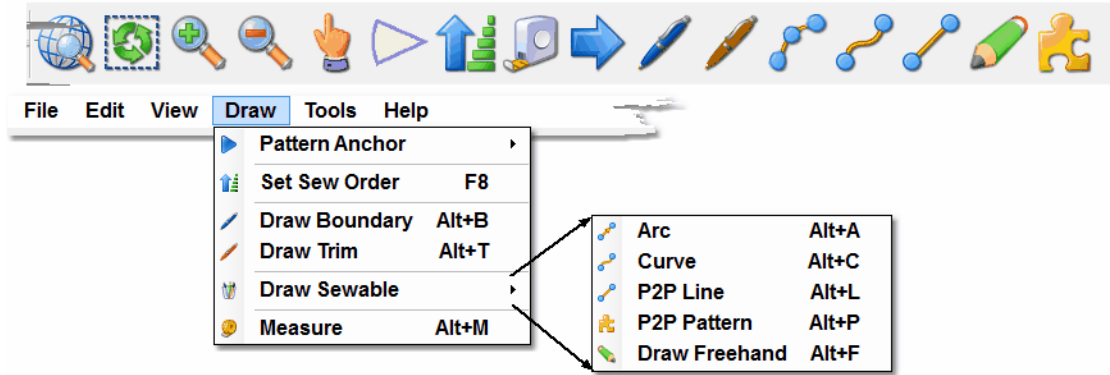 File Edit View Draw Tools Help
Pattern Anchor
Set Sew Order F8
Draw Boundary Alt+B
Draw Trim Alt+T
Draw Sewable
Measure Alt+M
Arc Alt+A
Curve Alt+C
P2P Line Alt+L
P2P Pattern Alt+P
Draw Freehand Alt+F